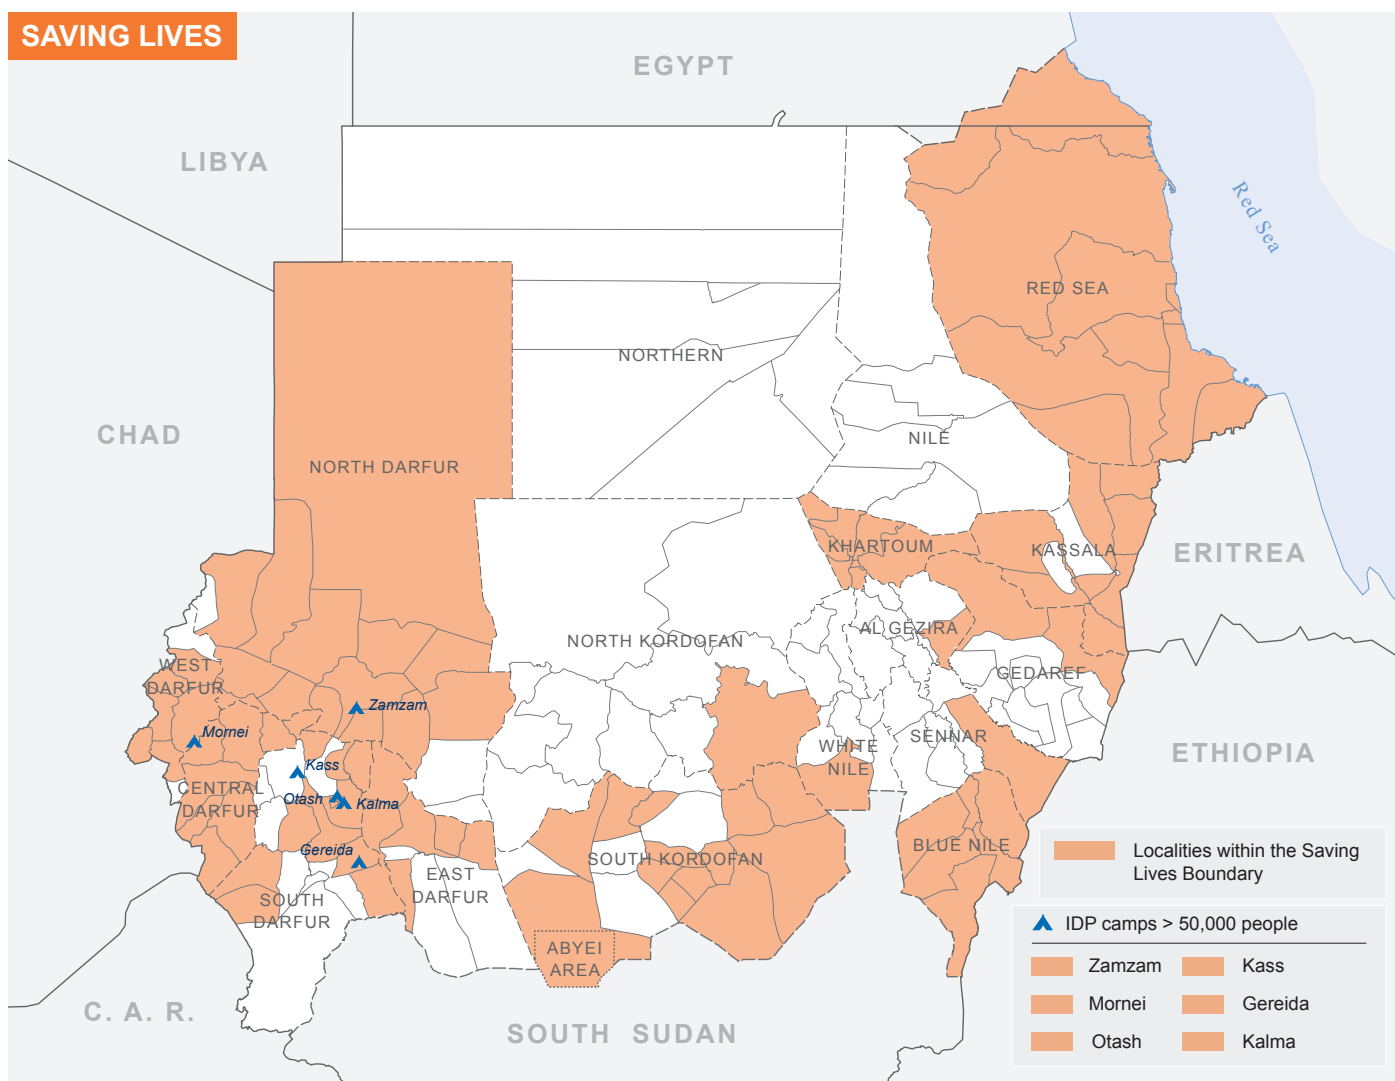 SAVING LIVES
EGYPT
LIBYA
Red Sea
RED SEA
NORTHERN
CHAD
NILE
NORTH DARFUR
KHARTOUM
KASSALA
ERITREA
NORTH KORDOFAN
AL GEZIRA
WEST
DARFUR
GEDAREF
Zamzam
Mornei
WHITE
NILE
SENNAR
ETHIOPIA
Kass
CENTRAL
DARFUR
Otash
Kalma
Gereida
SOUTH KORDOFAN
BLUE NILE
EAST
DARFUR
SOUTH
DARFUR
ABYEI
AREA
C. A. R.
SOUTH SUDAN
Localities within the Saving
Lives Boundary
IDP camps > 50,000 people
Zamzam
Kass
Mornei
Gereida
Otash
Kalma